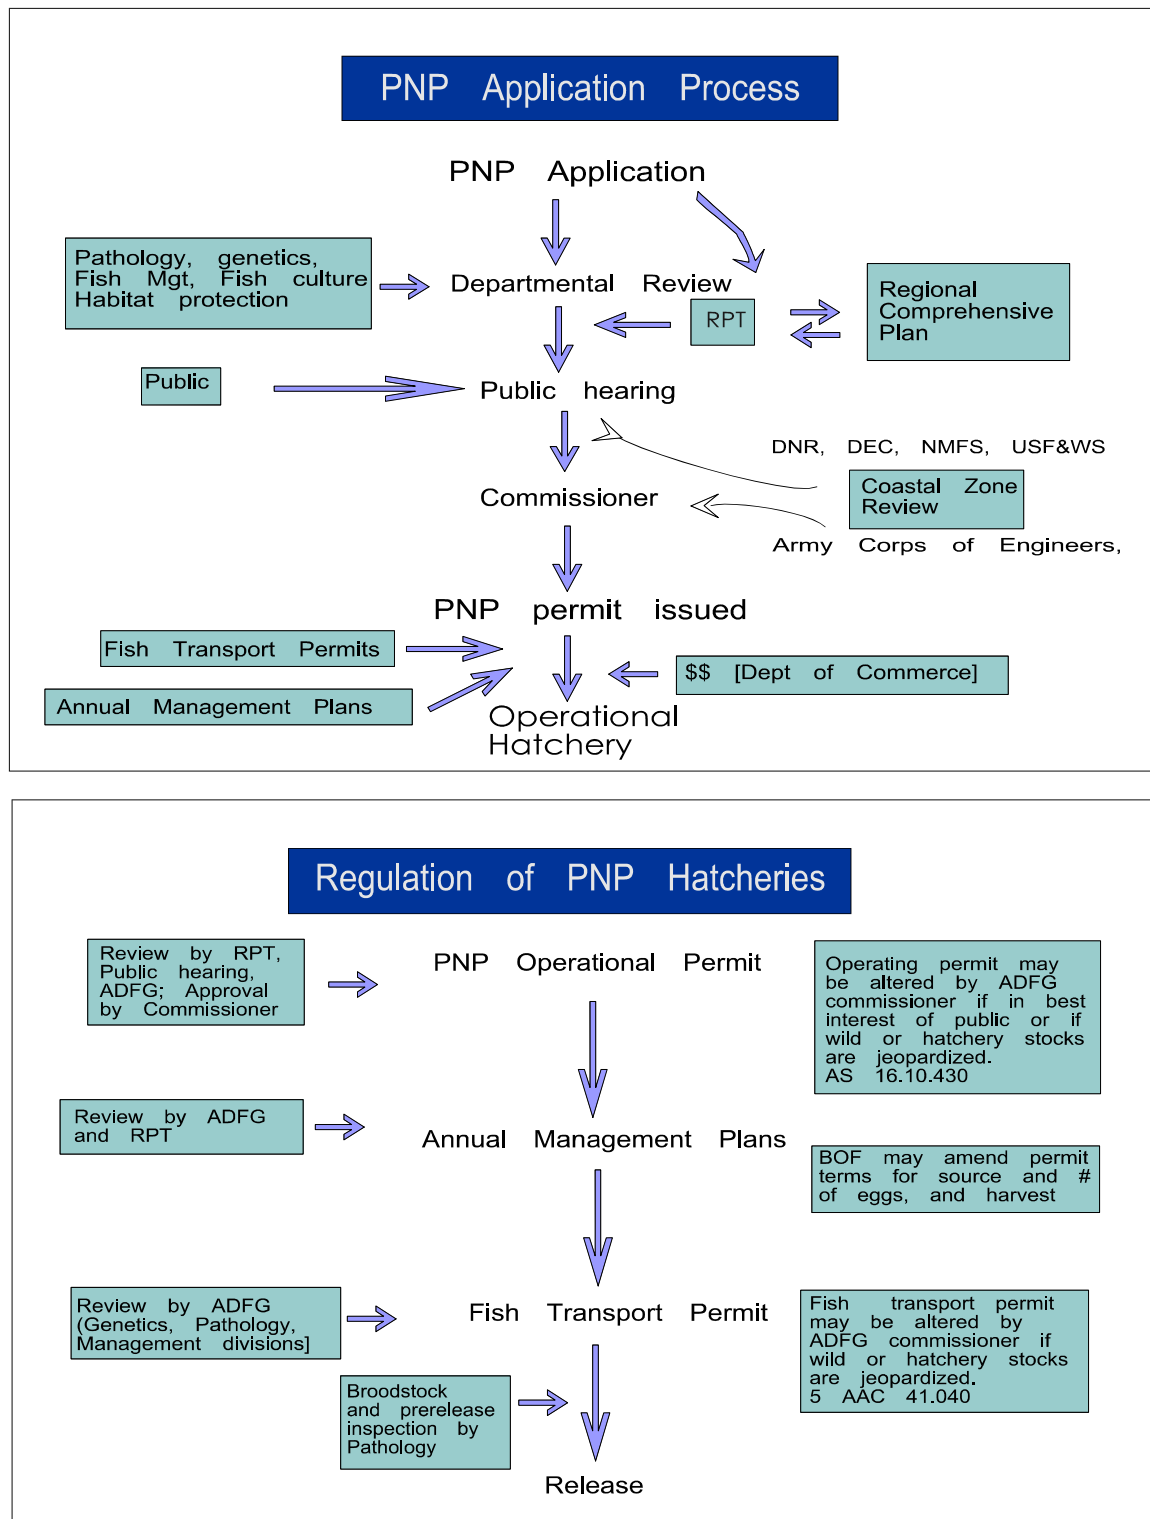 PNP Application Process
PNP Application
Pathology, genetics,
Fish Mgt, Fish culture
Habitat protection
Departmental Review
RPT
Regional
Comprehensive
Plan
Public
Public hearing
DNR, DEC, NMFS, USF&WS
Coastal Zone
Review
Commissioner
Army Corps of Engineers,
PNP permit issued
Fish Transport Permits
$$ [Dept of Commerce]
Annual Management Plans
Operational
Hatchery
Regulation of PNP Hatcheries
Review by RPT,
Public hearing,
ADFG; Approval
by Commissioner
PNP Operational Permit
Operating permit may
be altered by ADFG
commissioner if in best
interest of public or if
wild or hatchery stocks
are jeopardized.
AS 16.10.430
Review by ADFG
and RPT
Annual Management Plans
BOF may amend permit
terms for source and #
of eggs, and harvest
Review by ADFG
(Genetics, Pathology,
Management divisions]
Fish Transport Permit
Fish transport permit
may be altered by
ADFG commissioner if
wild or hatchery stocks
are jeopardized.
5 AAC 41.040
Broodstock
and prerelease
inspection by
Pathology
Release